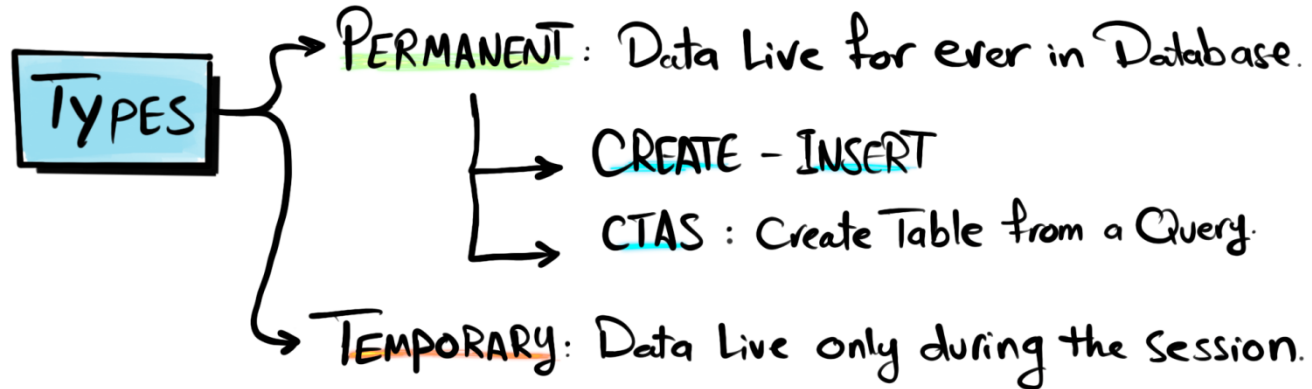 TYPES
PERMANENT: Data Live for ever in Database.
CREATE - INSERT
CTAS: Create Table from a Query.
TEMPORARY: Data Live only during the session.